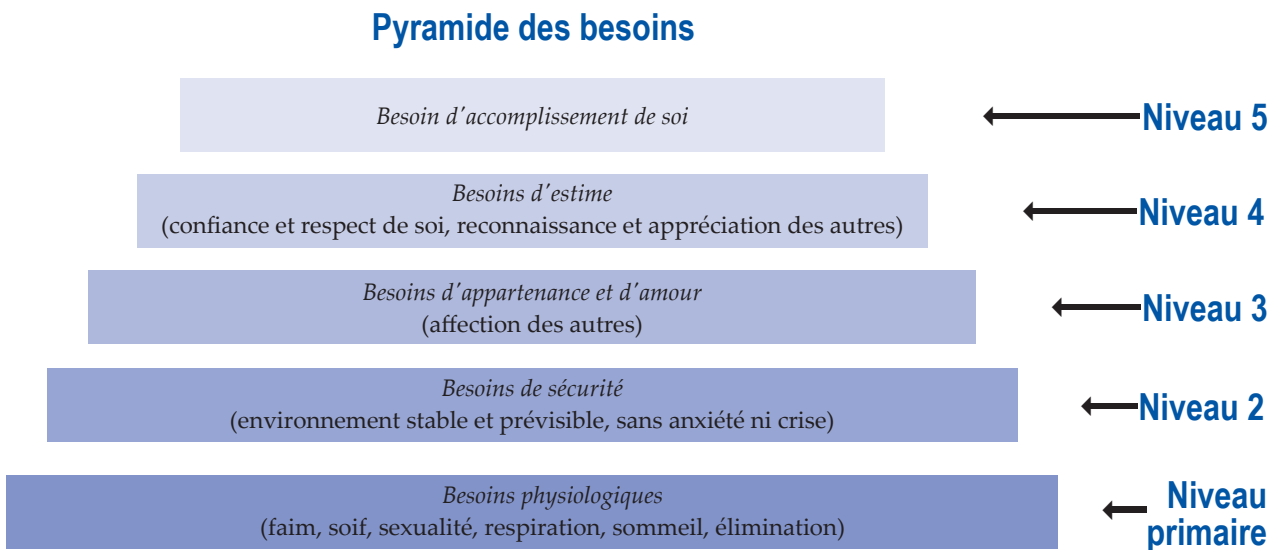 Pyramide des besoins
Besoin d'accomplissement de soi
Niveau 5
Besoins d'estime
(confiance et respect de soi, reconnaissance et appréciation des autres)
Niveau 4
Besoins d'appartenance et d'amour
(affection des autres)
Niveau 3
Besoins de sécurité
(environnement stable et prévisible, sans anxiété ni crise)
Niveau 2
Besoins physiologiques
(faim, soif, sexualité, respiration, sommeil, élimination)
Niveau
primaire